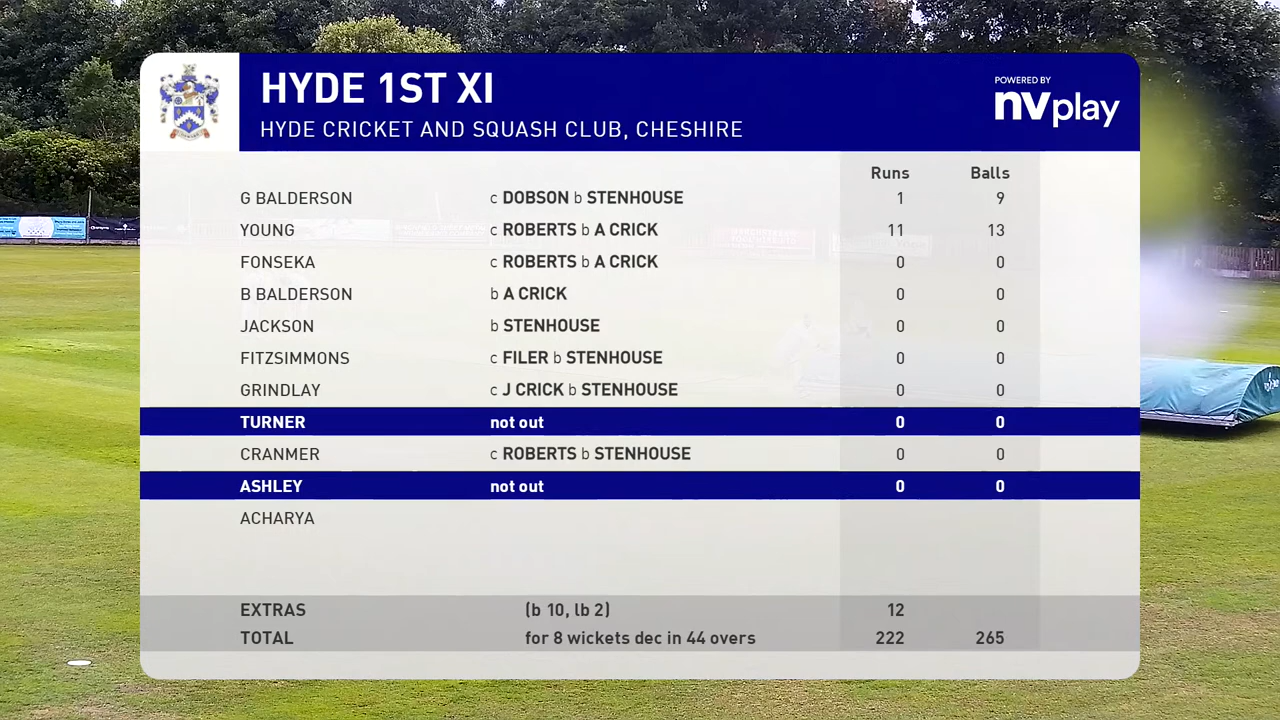 HYDE 1ST XI
HYDE CRICKET AND SQUASH CLUB, CHESHIRE
POWERED BY
nvplay
Runs Balls
G BALDERSON c DOBSON b STENHOUSE 1 9
YOUNG c ROBERTS b A CRICK 11 13
FONSEKA c ROBERTS b A CRICK 0 0
B BALDERSON b A CRICK 0 0
JACKSON b STENHOUSE 0 0
FITZSIMMONS c FILER b STENHOUSE 0 0
GRINDLAY c J CRICK b STENHOUSE 0 0
TURNER not out 0 0
CRANMER c ROBERTS b STENHOUSE 0 0
ASHLEY not out 0 0
ACHARYA
EXTRAS (b 10, lb 2) 12
TOTAL for 8 wickets dec in 44 overs 222 265